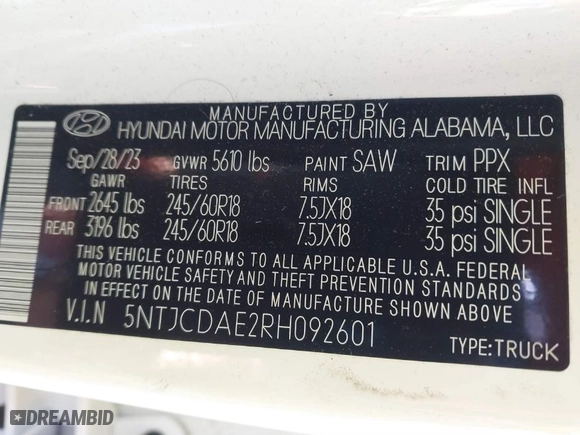 MANUFACTURED BY
HYUNDAI MOTOR MANUFACTURING ALABAMA, LLC
Sep/28/23 GVWR 5610 lbs PAINT SAW TRIM PPX
GAWR TIRES RIMS COLD TIRE INFL
FRONT 2645 lbs 245/60R18 7.5JX18 35 psi SINGLE
REAR 3196 lbs 245/60R18 7.5JX18 35 psi SINGLE
THIS VEHICLE CONFORMS TO ALL APPLICABLE U.S.A. FEDERAL
MOTOR VEHICLE SAFETY AND THEFT PREVENTION STANDARDS
IN EFFECT ON THE DATE OF MANUFACTURE SHOWN ABOVE
V.I.N 5NTJCDAE2RH092601
TYPE:TRUCK
DREAMBID